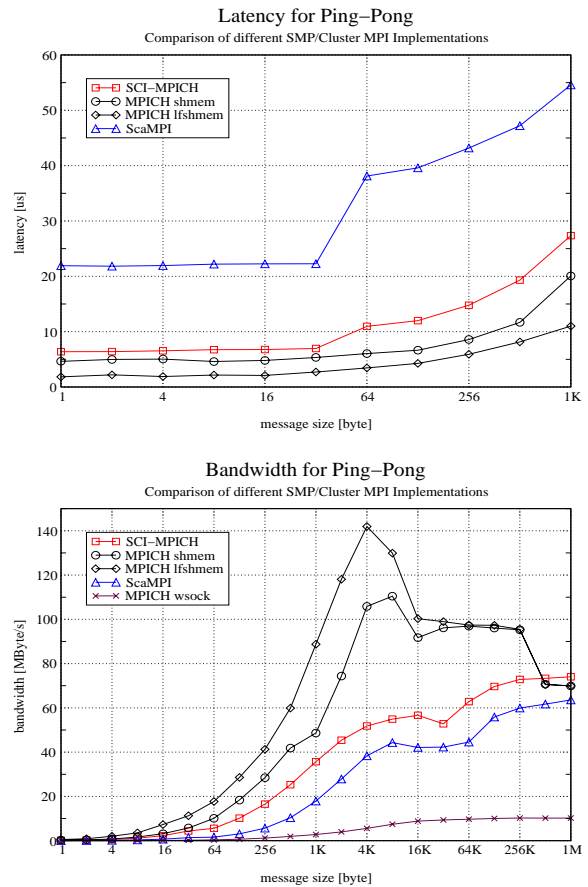 Latency for Ping–Pong
Comparison of different SMP/Cluster MPI Implementations
60
50
40
30
20
10
0
latency [us]
SCI–MPICH
MPICH shmem
MPICH lfshmem
ScaMPI
1 4 16 64 256 1K
message size [byte]
Bandwidth for Ping–Pong
Comparison of different SMP/Cluster MPI Implementations
140
120
100
80
60
40
20
0
bandwidth [MByte/s]
SCI–MPICH
MPICH shmem
MPICH lfshmem
ScaMPI
MPICH wsock
1 4 16 64 256 1K 4K 16K 64K 256K 1M
message size [byte]